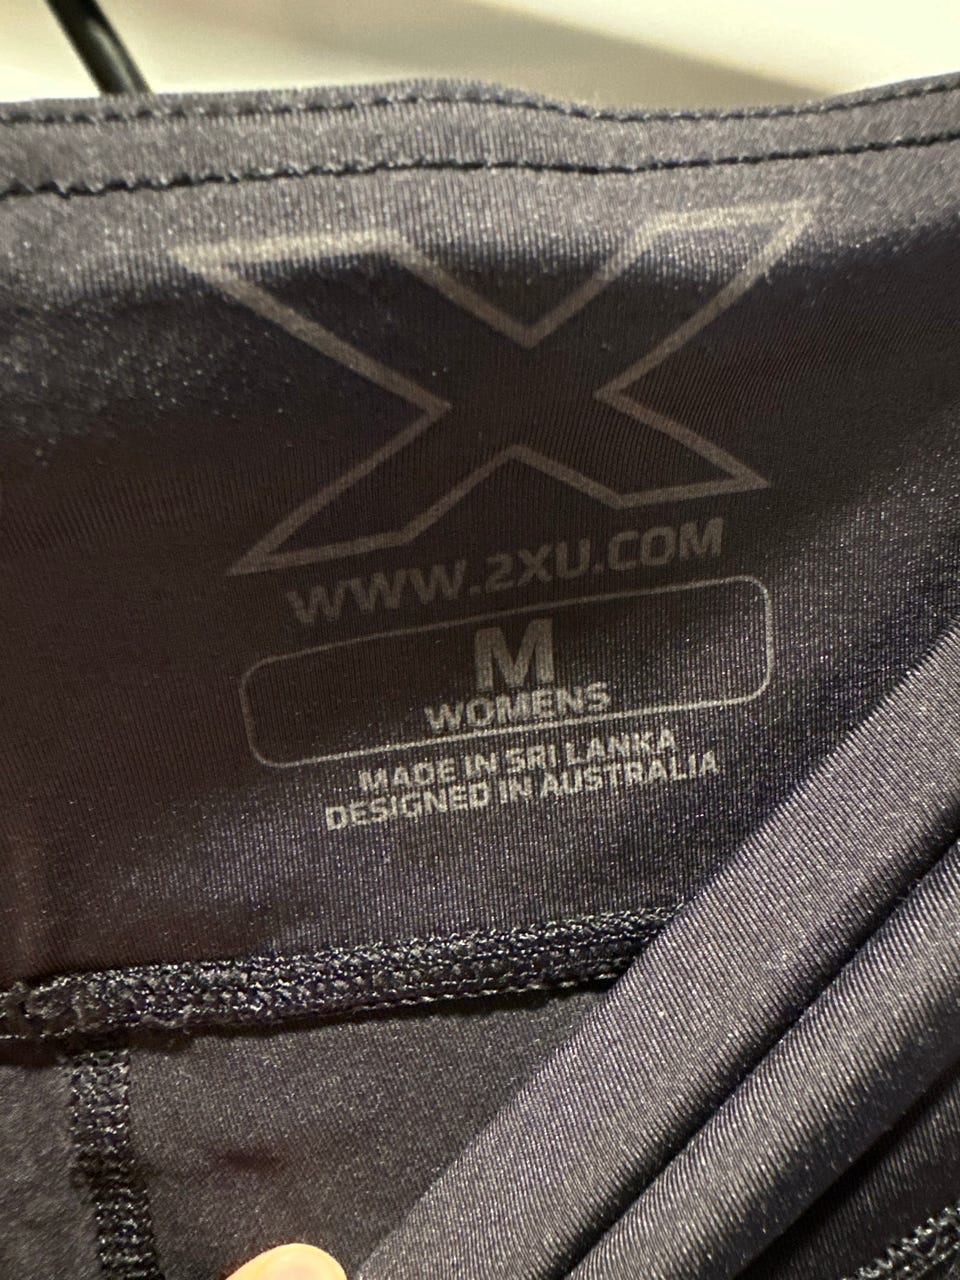 X
WWW.2XU.COM
M
WOMENS
MADE IN SRI LANKA
DESIGNED IN AUSTRALIA